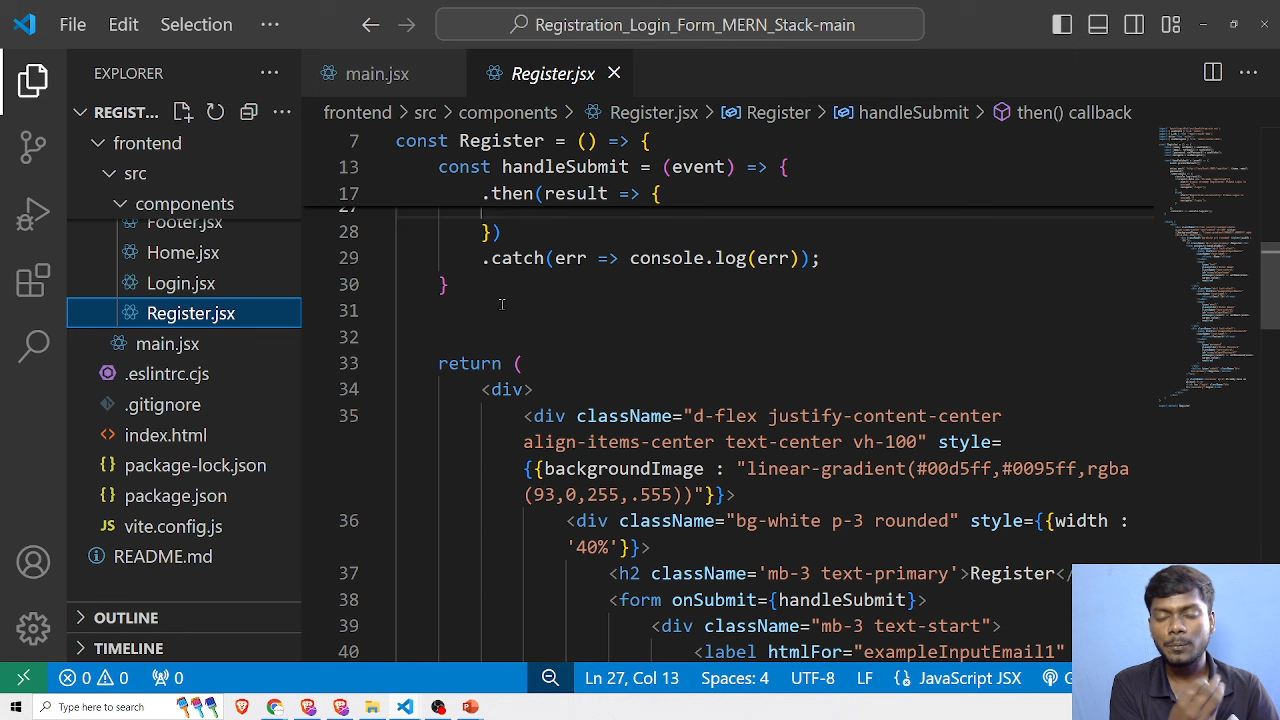 File Edit Selection ··· Registration_Login_Form_MERN_Stack-main
EXPLORER ···
main.jsx
Register.jsx
REGIST...
frontend
src
components
Footer.jsx
Home.jsx
Login.jsx
Register.jsx
main.jsx
.eslintrc.cjs
.gitignore
index.html
package-lock.json
package.json
JS vite.config.js
README.md
OUTLINE
TIMELINE
frontend > src > components > Register.jsx > Register > handleSubmit > then() callback
7 const Register = () => {
13 const handleSubmit = (event) => {
17 .then(result => {
27
28 })
29 .catch(err => console.log(err));
30 }
31
32
33 return (
34 <div>
35 <div className="d-flex justify-content-center
align-items-center text-center vh-100" style=
{{backgroundImage : "linear-gradient(#00d5ff,#0095ff,rgba
(93,0,255,.555))"}}>
36 <div className="bg-white p-3 rounded" style={{width :
'40%'}}>
37 <h2 className='mb-3 text-primary'>Register</
38 <form onSubmit={handleSubmit}>
39 <div className="mb-3 text-start">
40 <label htmlFor="exampleInputEmail1"
0 0 0 Ln 27, Col 13 Spaces: 4 UTF-8 LF JavaScript JSX
Type here to search